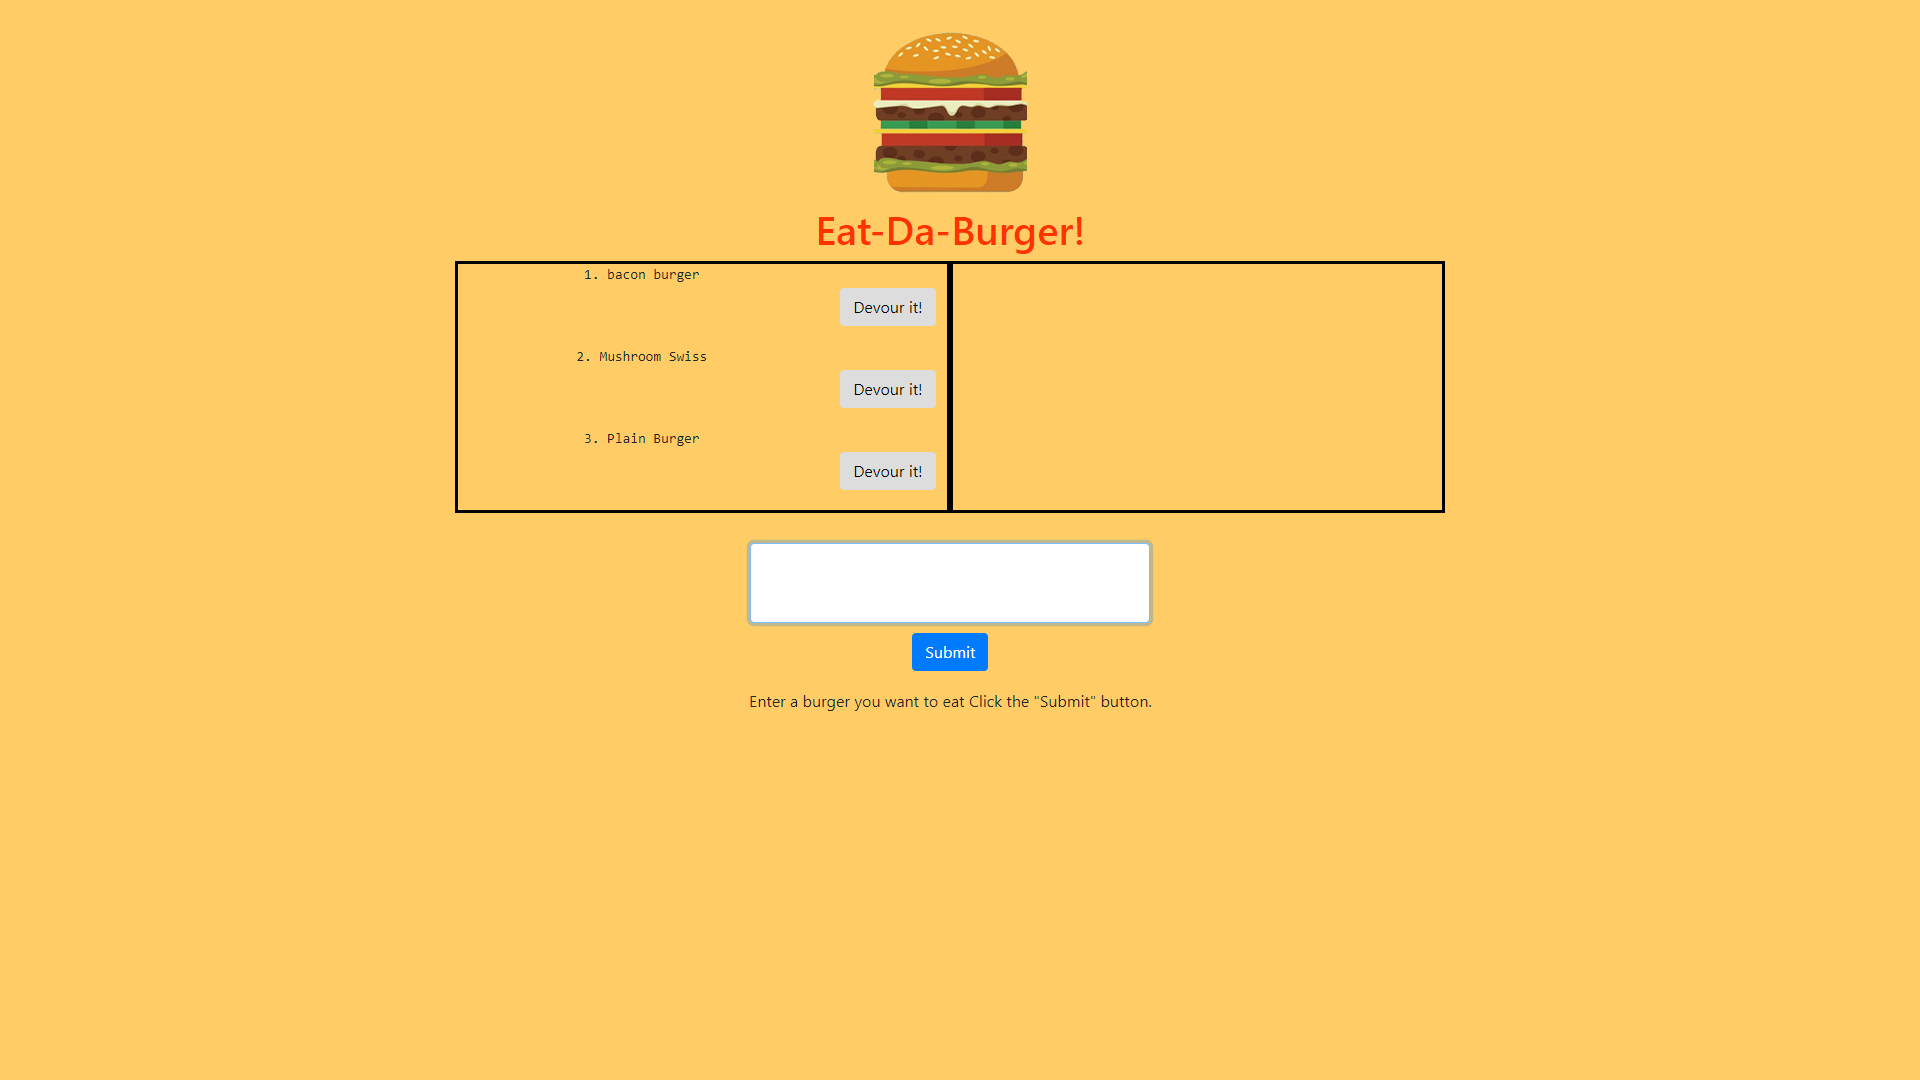 Eat-Da-Burger!
1. bacon burger
Devour it!
2. Mushroom Swiss
Devour it!
3. Plain Burger
Devour it!
Submit
Enter a burger you want to eat Click the "Submit" button.